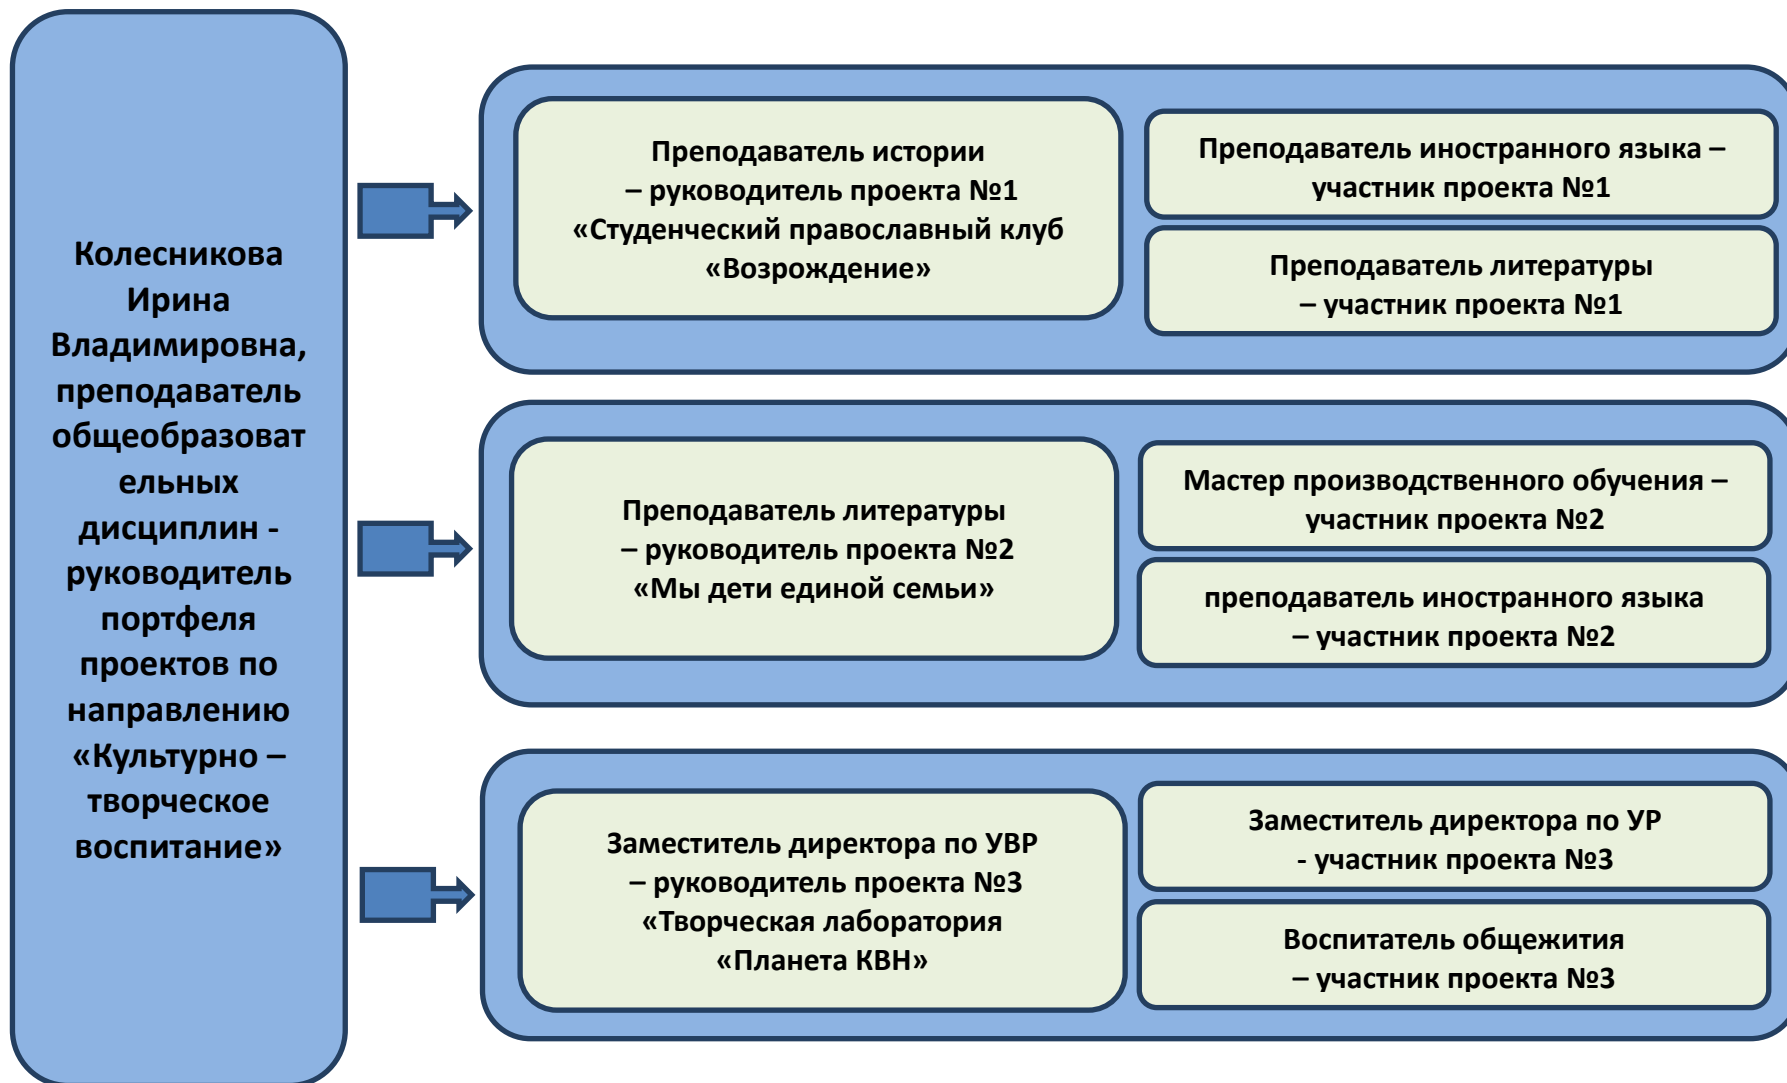 Колесникова
Ирина
Владимировна,
преподаватель
общеобразоват
ельных
дисциплин -
руководитель
портфеля
проектов по
направлению
«Культурно –
творческое
воспитание»
Преподаватель истории
– руководитель проекта №1
«Студенческий православный клуб
«Возрождение»
Преподаватель иностранного языка –
участник проекта №1
Преподаватель литературы
– участник проекта №1
Преподаватель литературы
– руководитель проекта №2
«Мы дети единой семьи»
Мастер производственного обучения –
участник проекта №2
преподаватель иностранного языка
– участник проекта №2
Заместитель директора по УВР
– руководитель проекта №3
«Творческая лаборатория
«Планета КВН»
Заместитель директора по УР
- участник проекта №3
Воспитатель общежития
– участник проекта №3